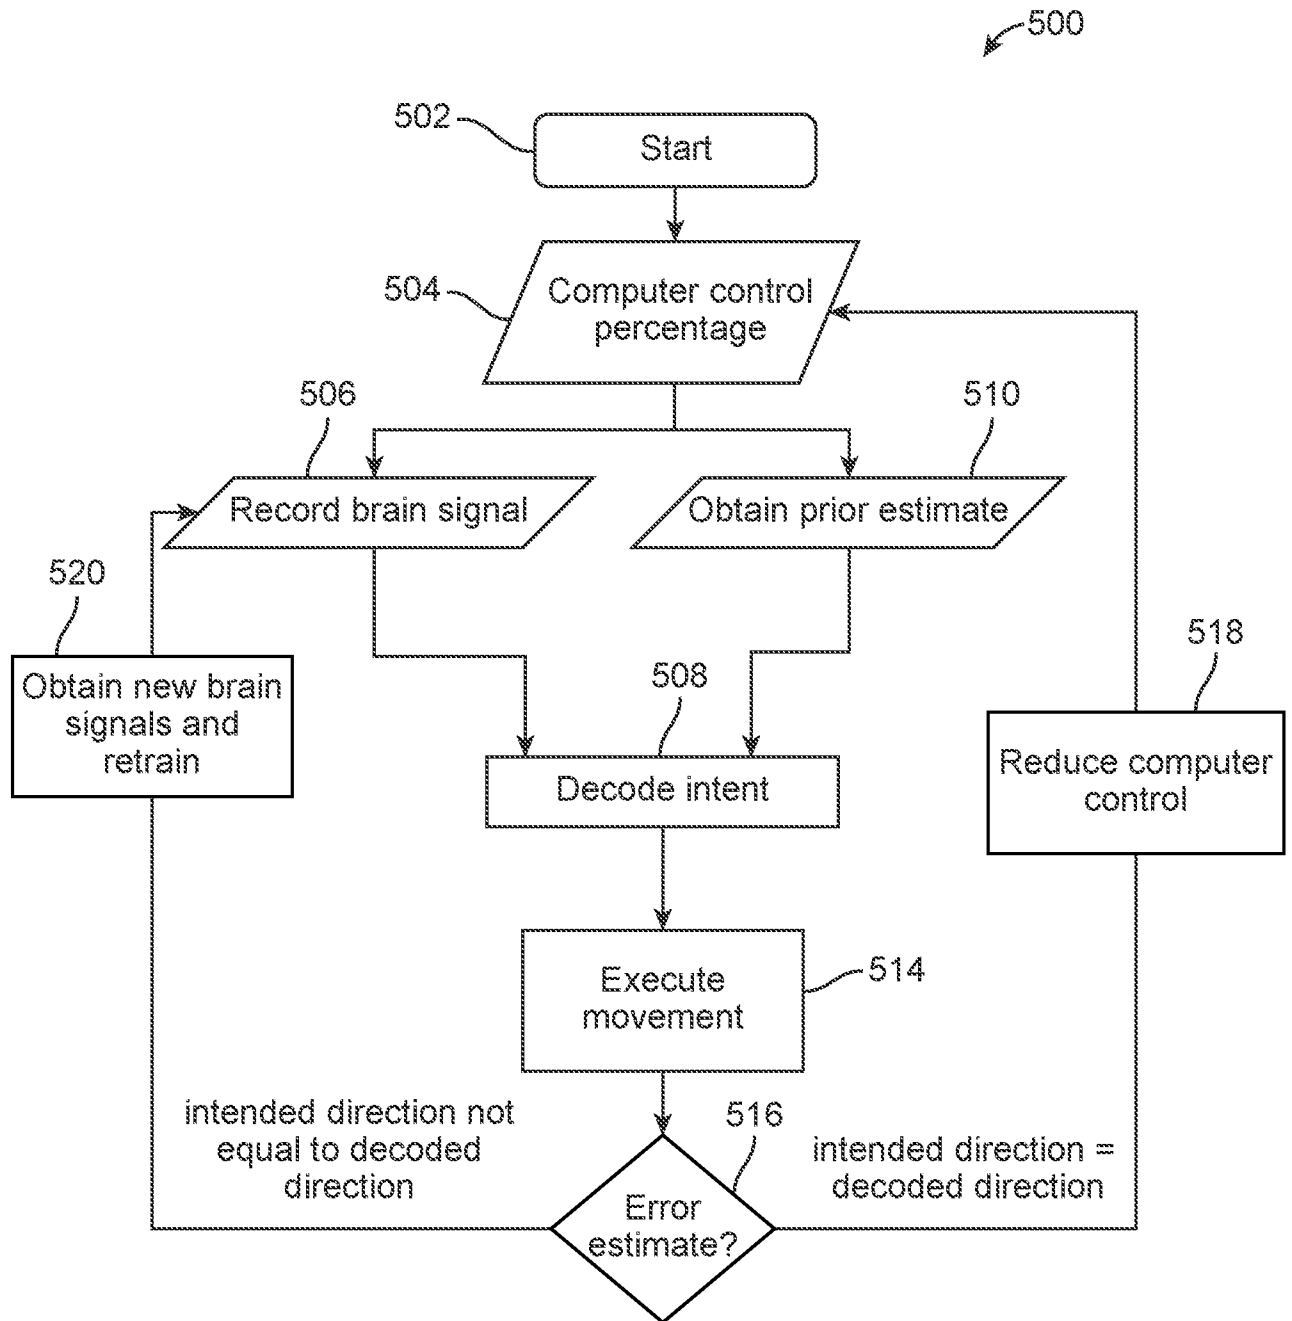 500
502
Start
504
Computer control
percentage
506
510
Record brain signal
Obtain prior estimate
520
518
Obtain new brain
signals and
retrain
508
Reduce computer
control
Decode intent
Execute
movement
514
intended direction not
equal to decoded
direction
516
intended direction =
decoded direction
Error
estimate?